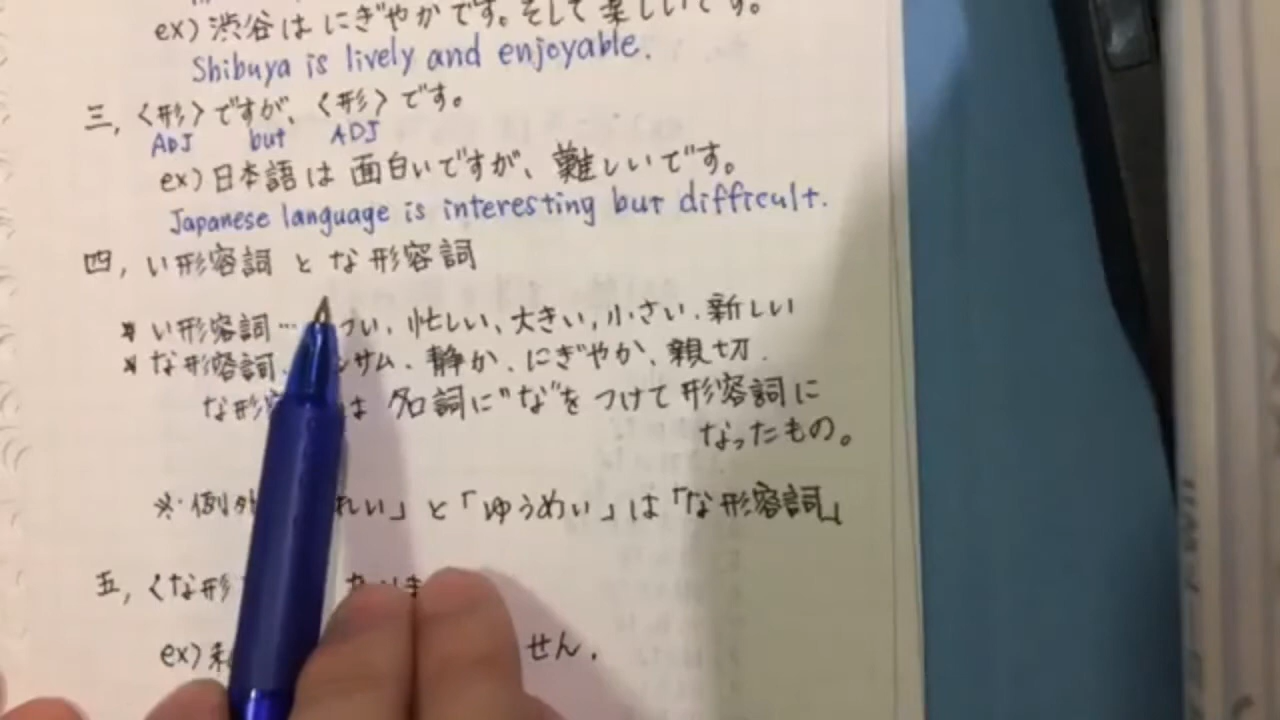 ex) 渋谷は にぎやかです。そして 楽しいです。
Shibuya is lively and enjoyable.
三, 〈形〉ですが、〈形〉です。
ADJ but ADJ
ex) 日本語は 面白いですが、難しいです。
Japanese language is interesting but difficult.
四, い形容詞 と な形容詞
* い形容詞… づい、忙しい、大きい, 小さい. 新しい
* な形容詞 ンサム. 静か、にぎやか、親切.
な形 は 名詞に"な"を つけて 形容詞に
なったもの。
※ 例外 れい」と「ゆうめい」は「な形容詞」
五, 〈な形
ex) せん.